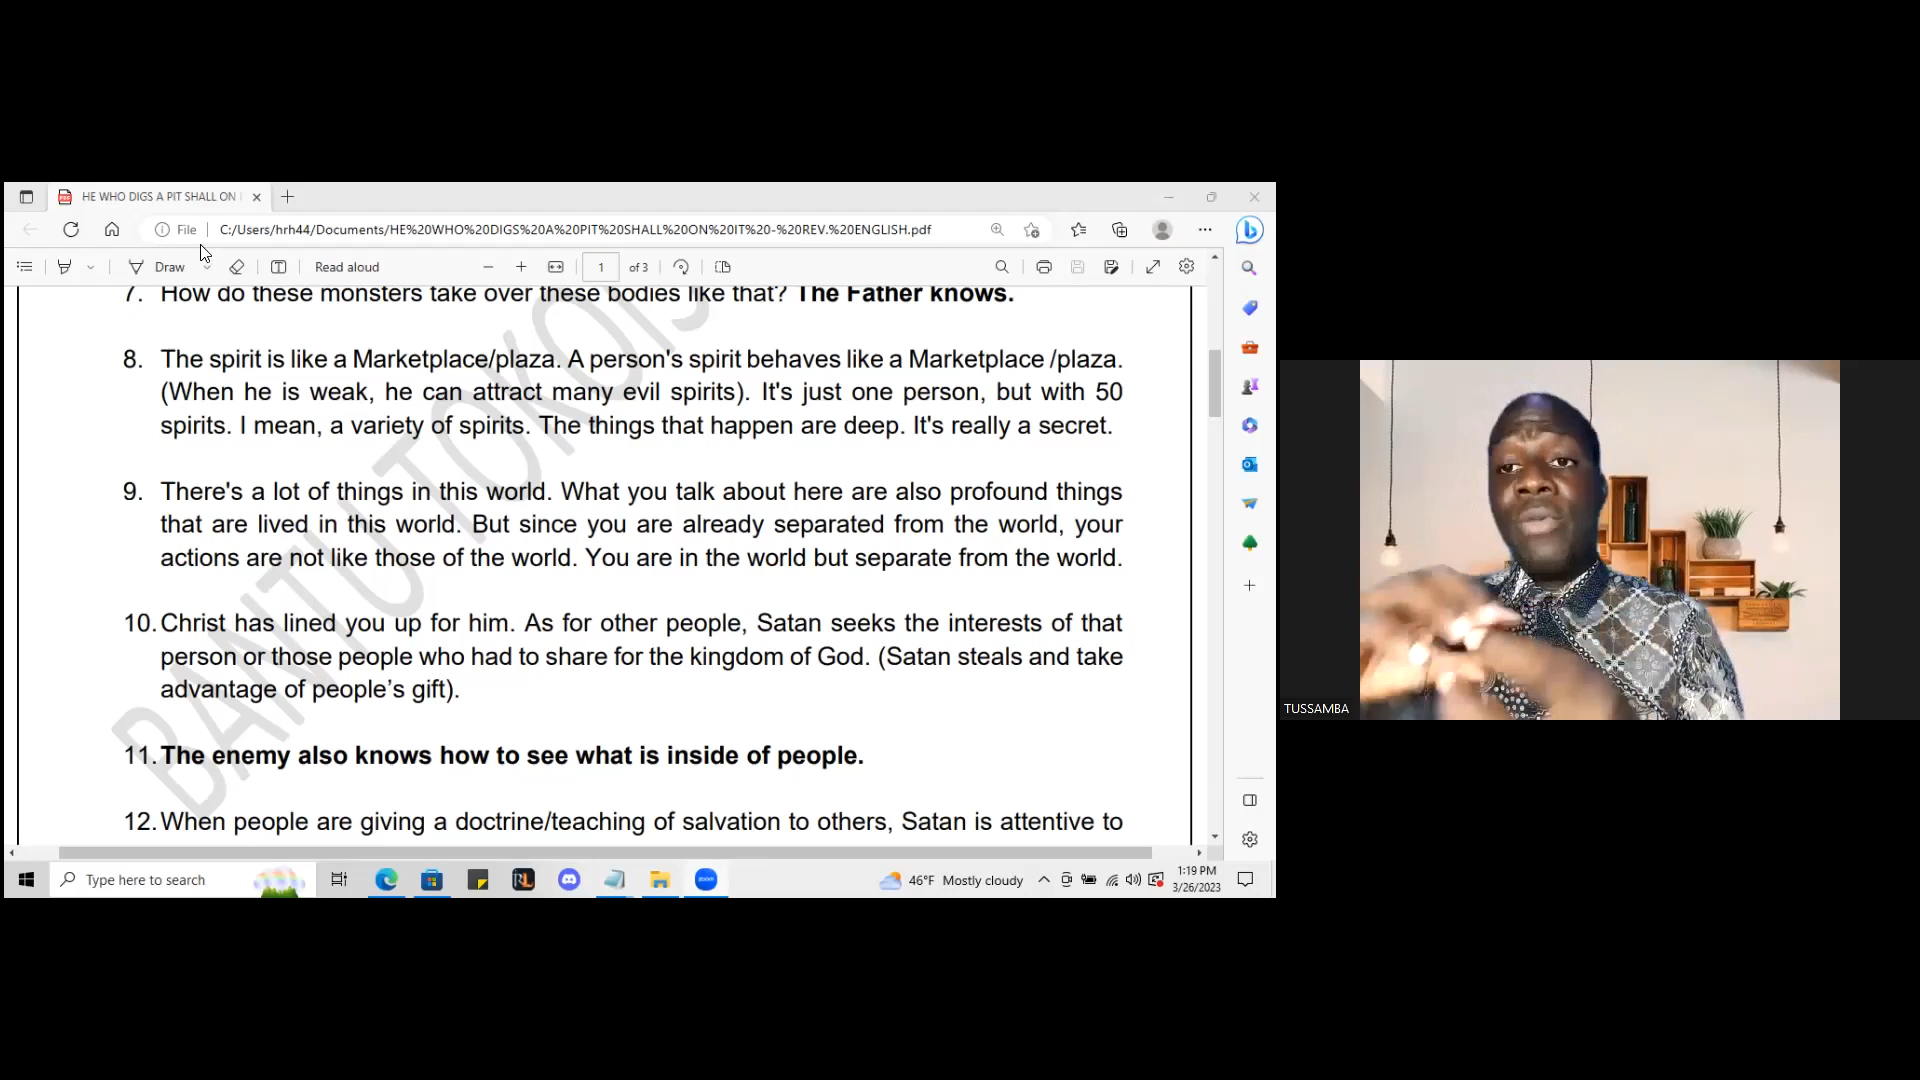 HE WHO DIGS A PIT SHALL ON
File
C:/Users/hrh44/Documents/HE%20WHO%20DIGS%20A%20PIT%20SHALL%20ON%20IT%20-%20REV.%20ENGLISH.pdf
Draw
Read aloud
1
of 3
7. How do these monsters take over these bodies like that? The Father knows.
8. The spirit is like a Marketplace/plaza. A person's spirit behaves like a Marketplace /plaza.
(When he is weak, he can attract many evil spirits). It's just one person, but with 50
spirits. I mean, a variety of spirits. The things that happen are deep. It's really a secret.
9. There's a lot of things in this world. What you talk about here are also profound things
that are lived in this world. But since you are already separated from the world, your
actions are not like those of the world. You are in the world but separate from the world.
10. Christ has lined you up for him. As for other people, Satan seeks the interests of that
person or those people who had to share for the kingdom of God. (Satan steals and take
advantage of people’s gift).
11. The enemy also knows how to see what is inside of people.
12. When people are giving a doctrine/teaching of salvation to others, Satan is attentive to
BANTU TOKOIS
Type here to search
RL
zoom
46°F Mostly cloudy
1:19 PM
3/26/2023
TUSSAMBA